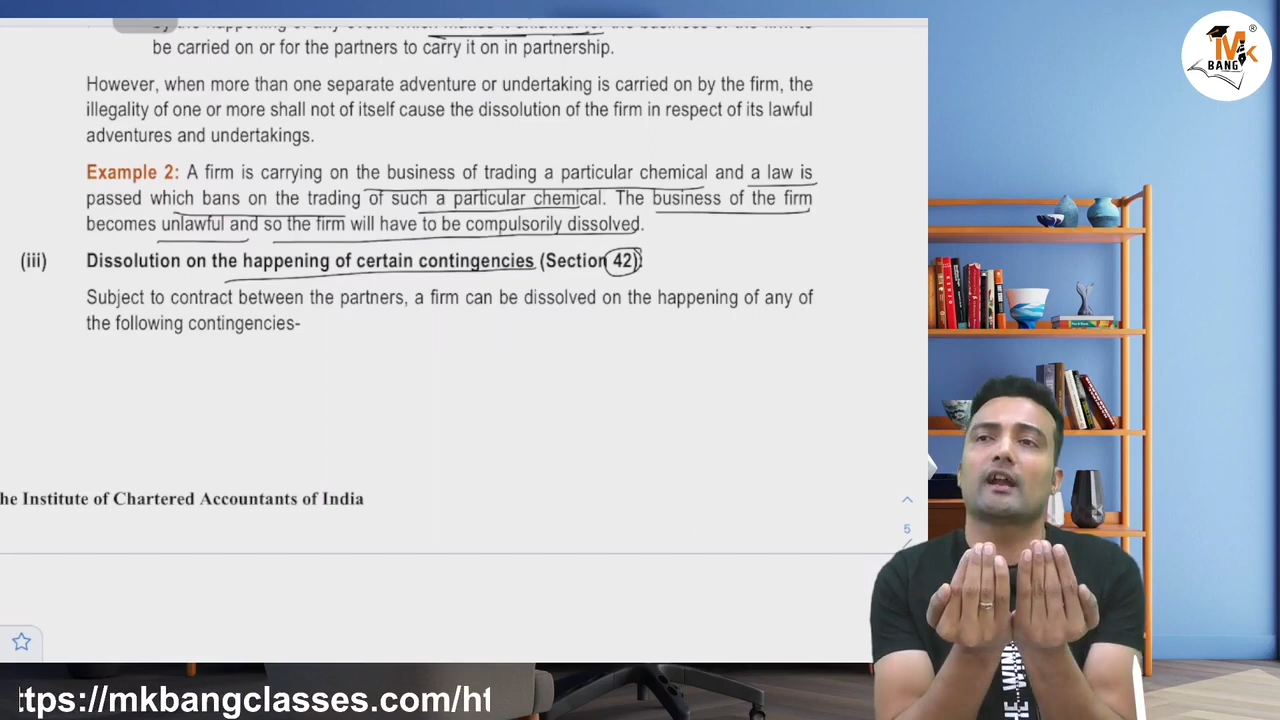 be carried on or for the partners to carry it on in partnership.
However, when more than one separate adventure or undertaking is carried on by the firm, the
illegality of one or more shall not of itself cause the dissolution of the firm in respect of its lawful
adventures and undertakings.
Example 2: A firm is carrying on the business of trading a particular chemical and a law is
passed which bans on the trading of such a particular chemical. The business of the firm
becomes unlawful and so the firm will have to be compulsorily dissolved.
(iii) Dissolution on the happening of certain contingencies (Section 42):
Subject to contract between the partners, a firm can be dissolved on the happening of any of
the following contingencies-
he Institute of Chartered Accountants of India
5
ttps://mkbangclasses.com/ht
MK
BANG
®
THE WIN